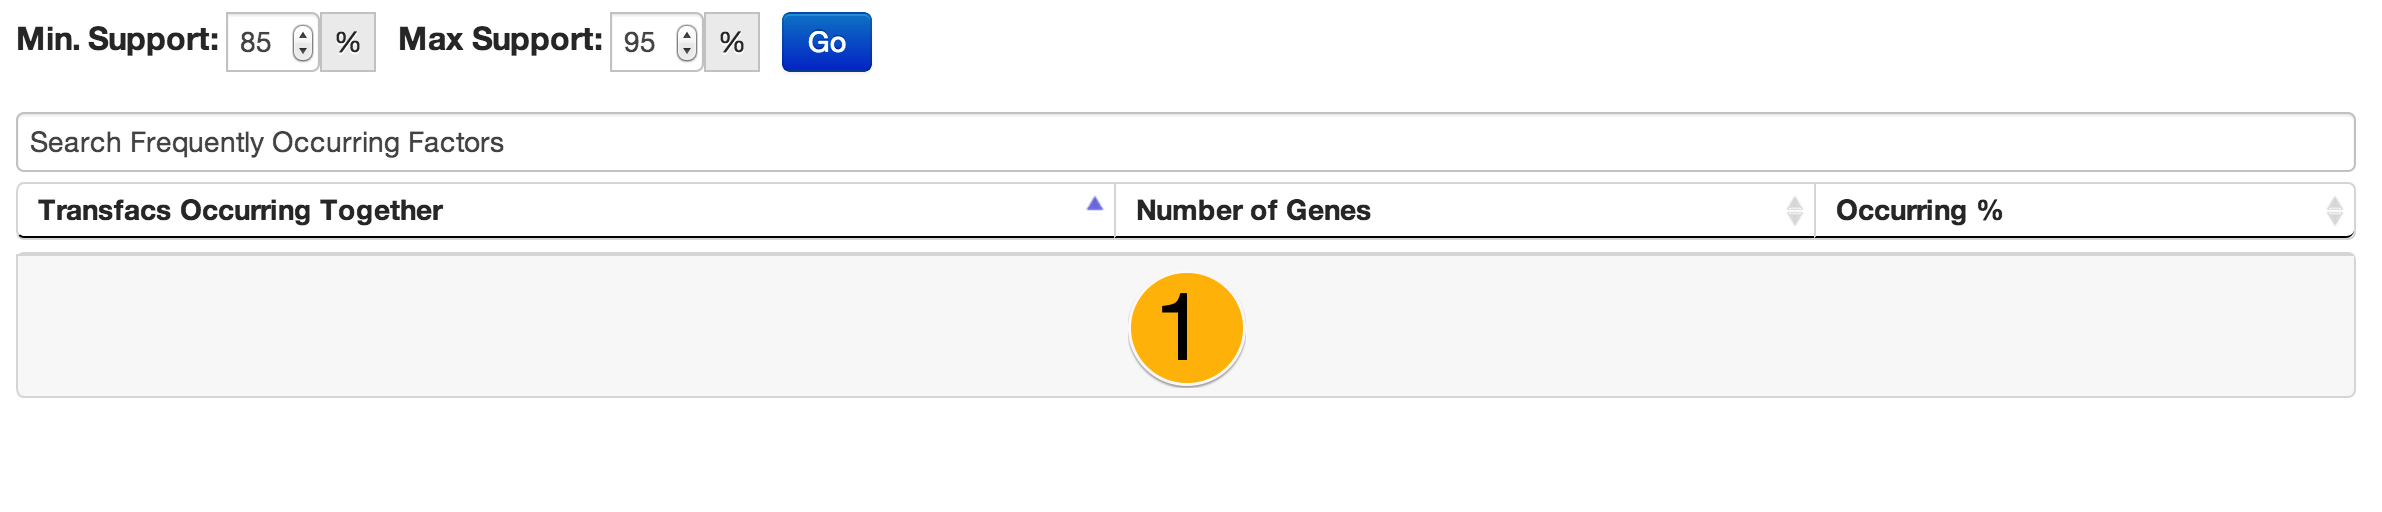 Min. Support: 85 % Max Support: 95 % Go
Search Frequently Occurring Factors
Transfacs Occurring Together Number of Genes Occurring %
1